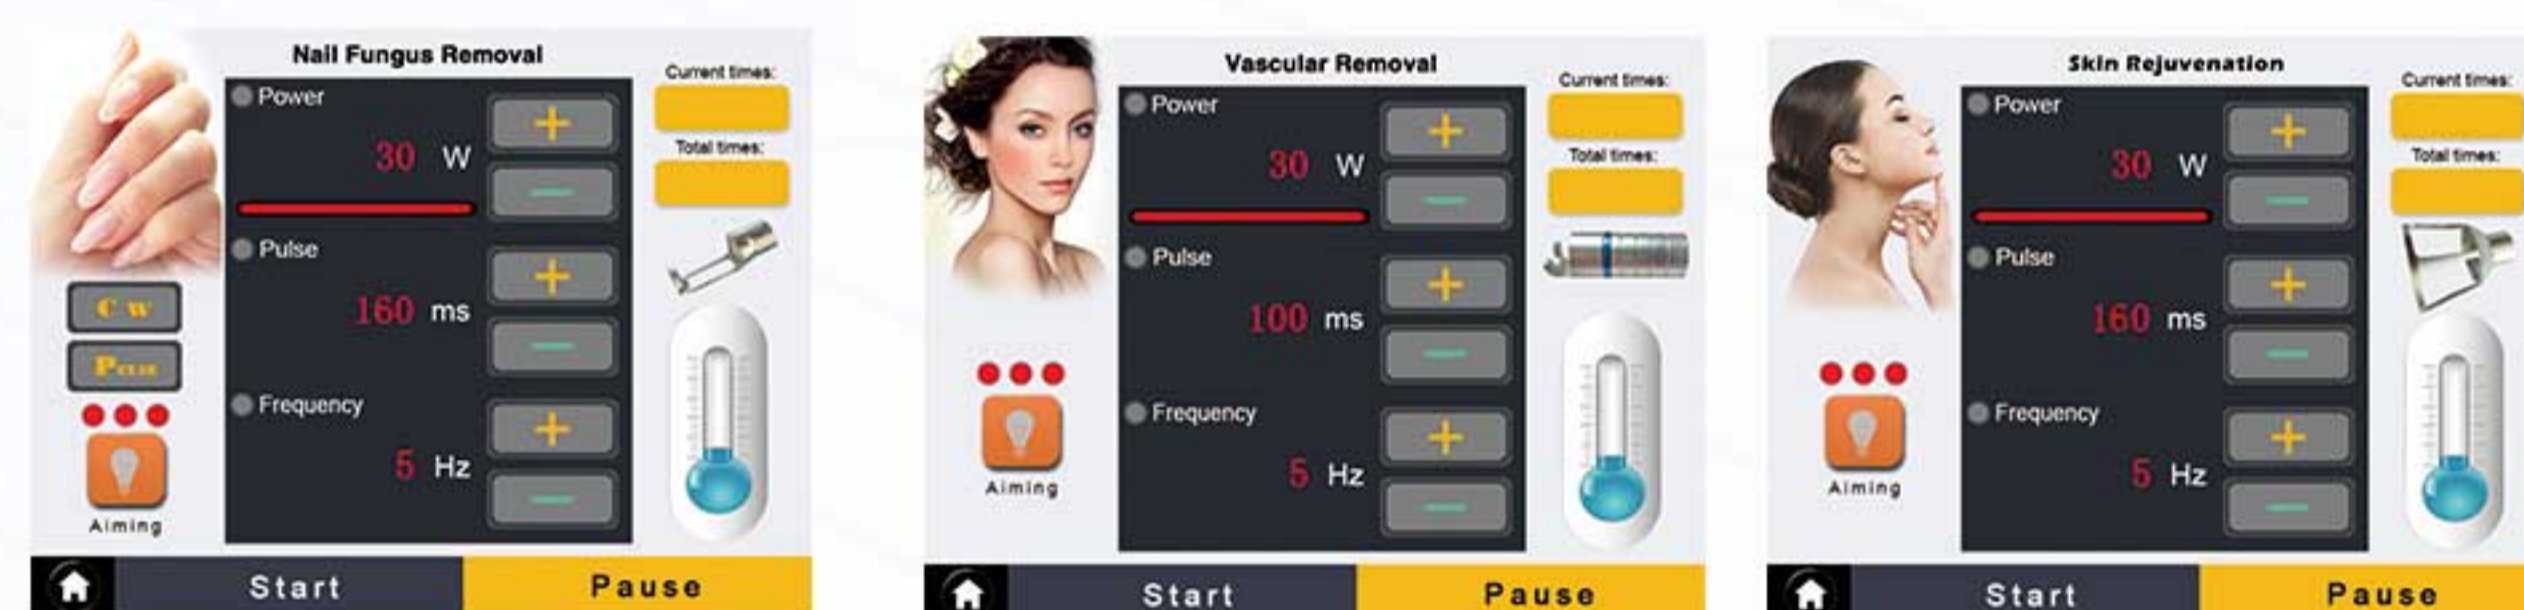 Nail Fungus Removal
Current times:
Power
30 W
Total times:
Pulse
160 ms
C W
Pulse
Frequency
5 Hz
Aiming
Start
Pause
Vascular Removal
Current times:
Power
30 W
Total times:
Pulse
100 ms
Frequency
5 Hz
Aiming
Start
Pause
Skin Rejuvenation
Current times:
Power
30 W
Total times:
Pulse
160 ms
Frequency
5 Hz
Aiming
Start
Pause